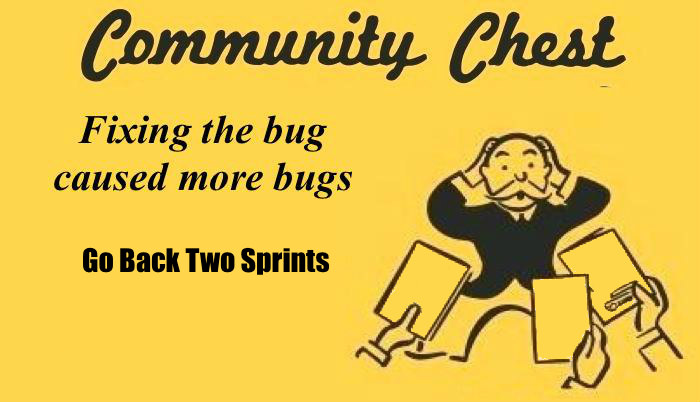 Community Chest
Fixing the bug
caused more bugs
Go Back Two Sprints